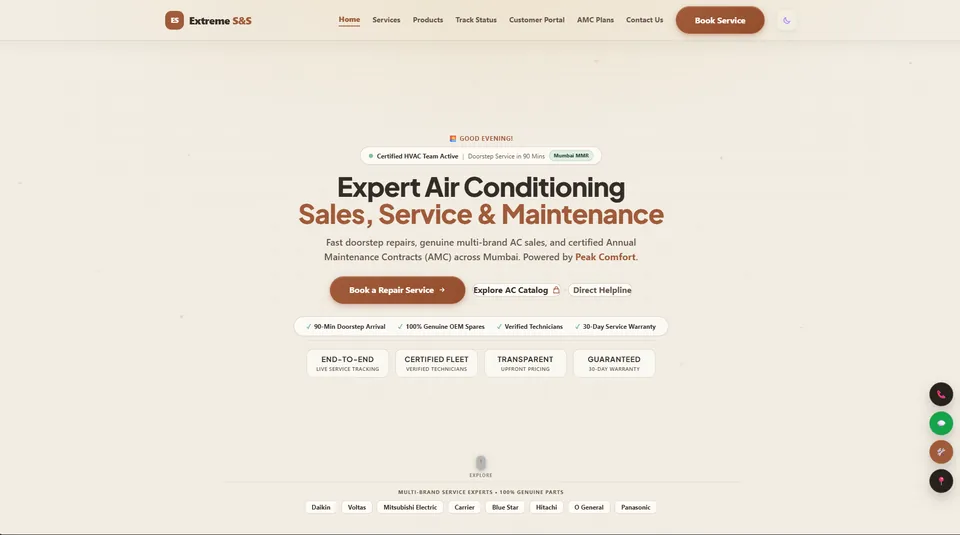 ES Extreme S&S Home Services Products Track Status Customer Portal AMC Plans Contact Us Book Service
GOOD EVENING!
Certified HVAC Team Active | Doorstep Service in 90 Mins Mumbai MMR
Expert Air Conditioning
Sales, Service & Maintenance
Fast doorstep repairs, genuine multi-brand AC sales, and certified Annual
Maintenance Contracts (AMC) across Mumbai. Powered by Peak Comfort.
Book a Repair Service → Explore AC Catalog · Direct Helpline
✓ 90-Min Doorstep Arrival ✓ 100% Genuine OEM Spares ✓ Verified Technicians ✓ 30-Day Service Warranty
END-TO-END CERTIFIED FLEET TRANSPARENT GUARANTEED
LIVE SERVICE TRACKING VERIFIED TECHNICIANS UPFRONT PRICING 30-DAY WARRANTY
EXPLORE
MULTI-BRAND SERVICE EXPERTS • 100% GENUINE PARTS
Daikin Voltas Mitsubishi Electric Carrier Blue Star Hitachi O General Panasonic